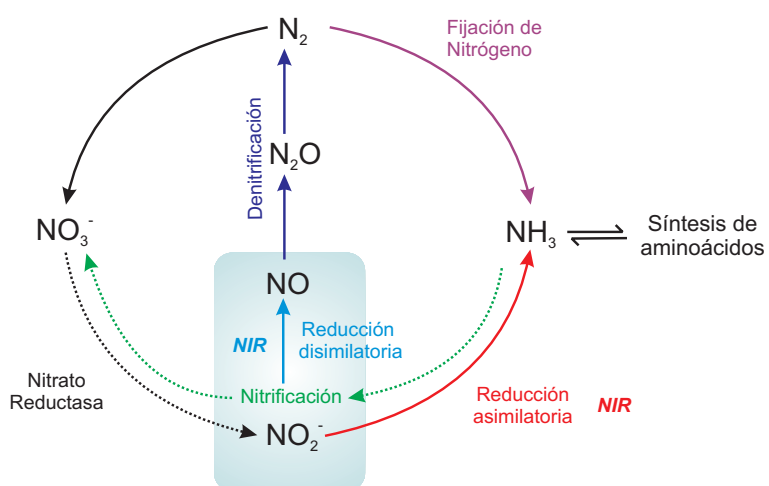 N₂
Fijación de
Nitrógeno
Denitrificación
N₂O
NO₃⁻
NH₃
Síntesis de
aminoácidos
NO
NIR
Reducción
disimilatoria
Nitrificación
Nitrato
Reductasa
NO₂⁻
Reducción
asimilatoria
NIR